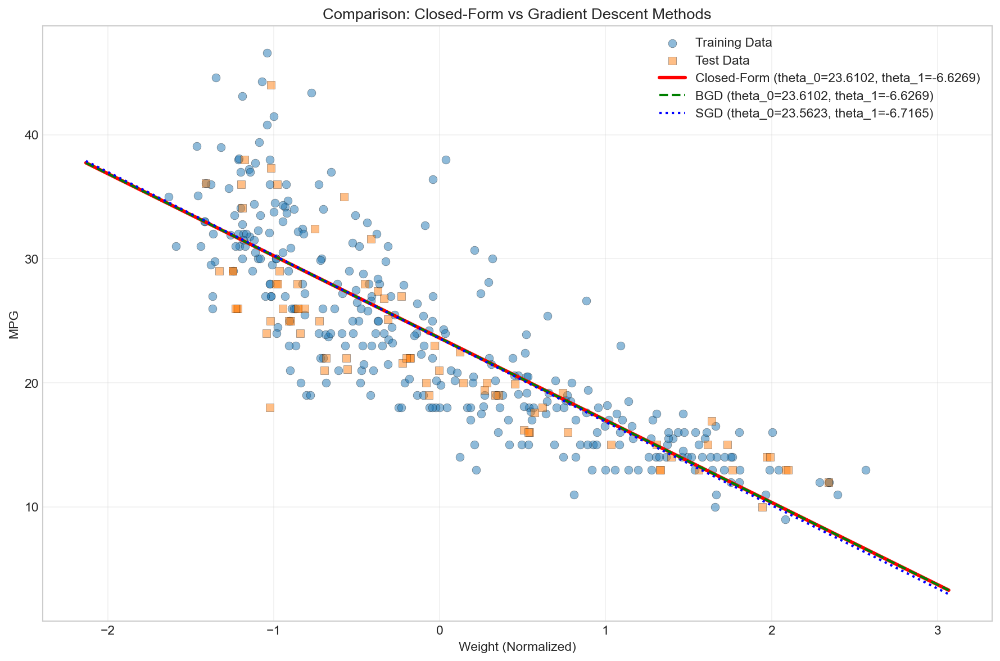 Comparison: Closed-Form vs Gradient Descent Methods
Training Data
Test Data
Closed-Form (theta_0=23.6102, theta_1=-6.6269)
BGD (theta_0=23.6102, theta_1=-6.6269)
SGD (theta_0=23.5623, theta_1=-6.7165)
40
30
20
10
MPG
−2
−1
0
1
2
3
Weight (Normalized)